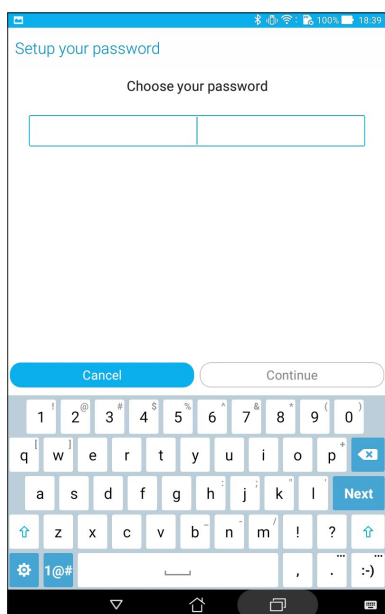 100% 18:39
Setup your password
Choose your password
Cancel Continue
1 ! 2 @ 3 # 4 $ 5 % 6 ^ 7 & 8 * 9 ( 0 )
q [ w ] e r t y u i o p +
a s d f g h : j ; k " l ' Next
z x c v b _ n - m / ! ?
1@# , . ... :-) ...